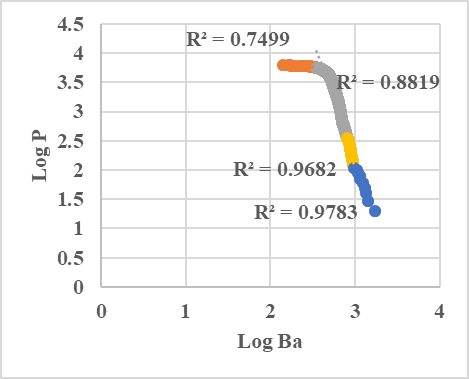 4.5
4
3.5
3
2.5
2
1.5
1
0.5
0
Log P
R² = 0.7499
R² = 0.8819
R² = 0.9682
R² = 0.9783
0 1 2 3 4
Log Ba